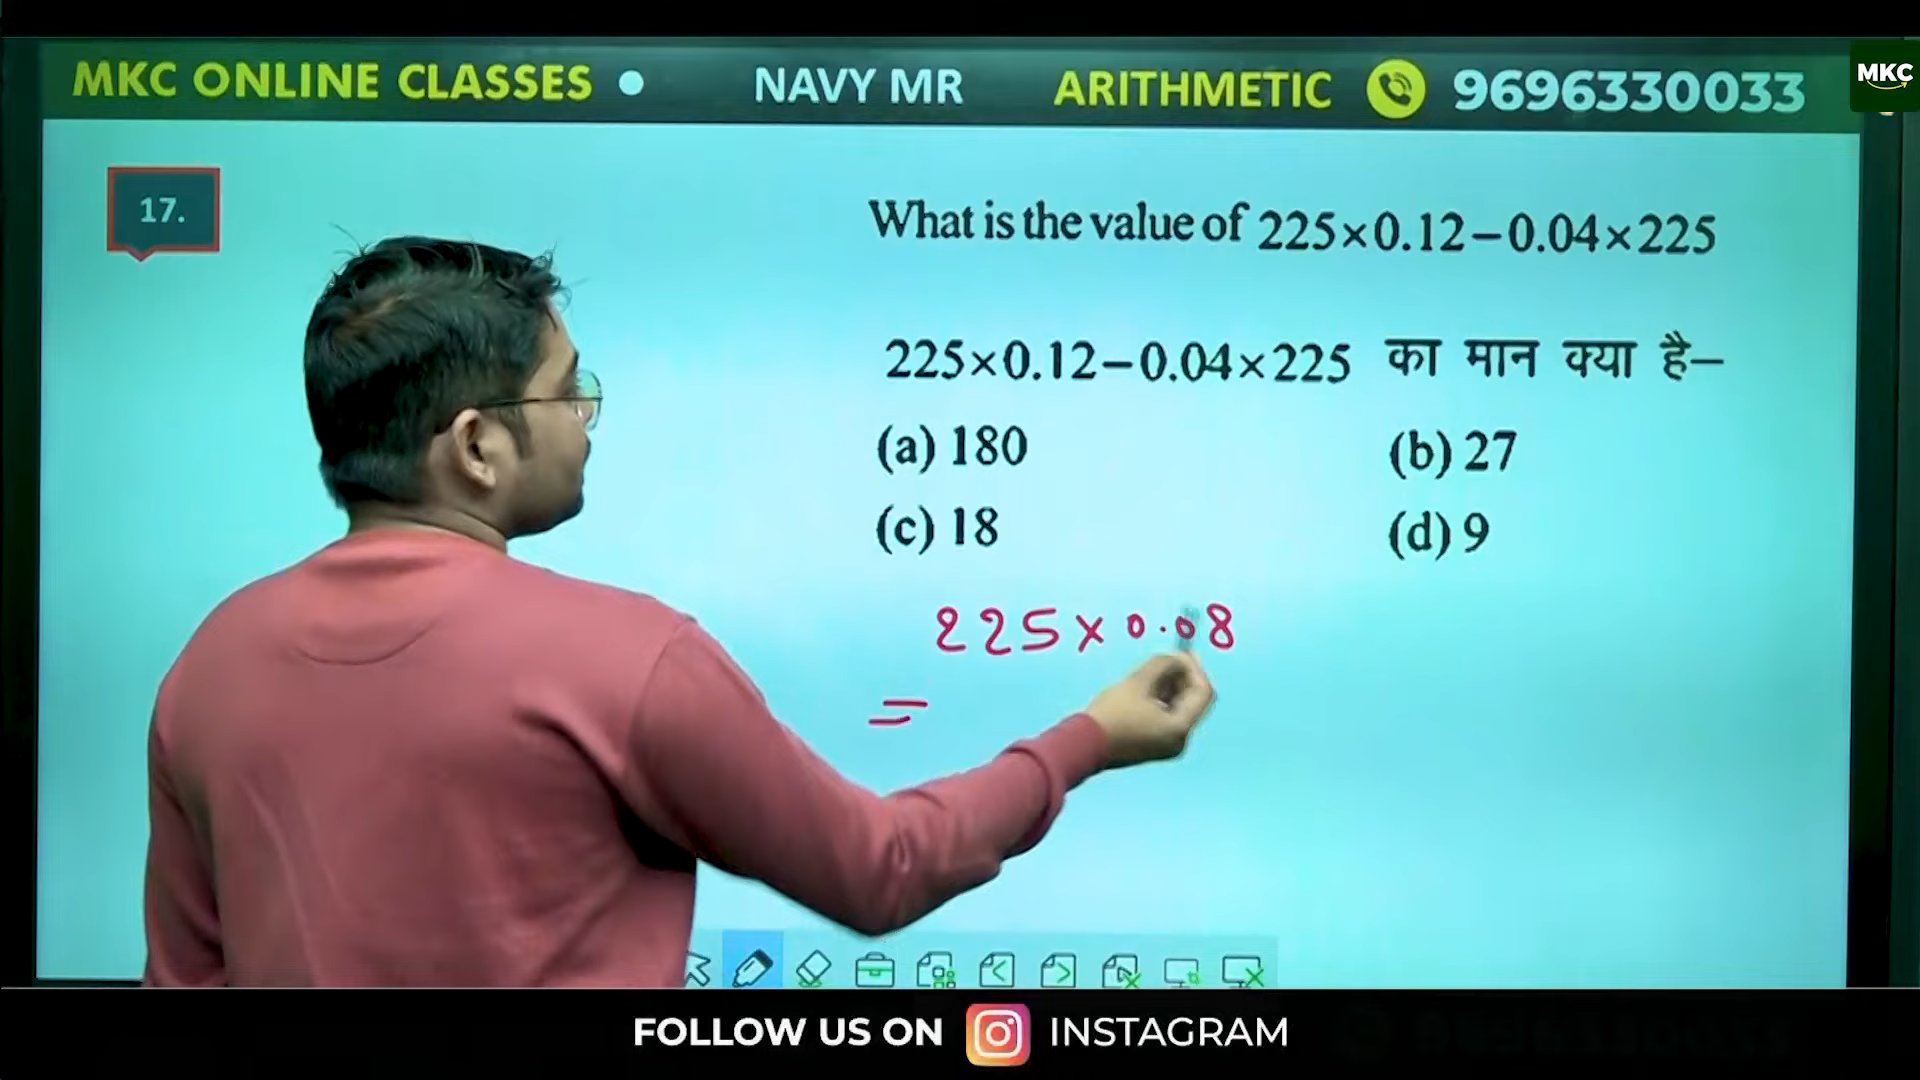 MKC ONLINE CLASSES • NAVY MR ARITHMETIC 9696330033
MKC
17.
What is the value of 225×0.12−0.04×225
225×0.12−0.04×225 का मान क्या है−
(a) 180 (b) 27
(c) 18 (d) 9
225×0.08
=
FOLLOW US ON INSTAGRAM